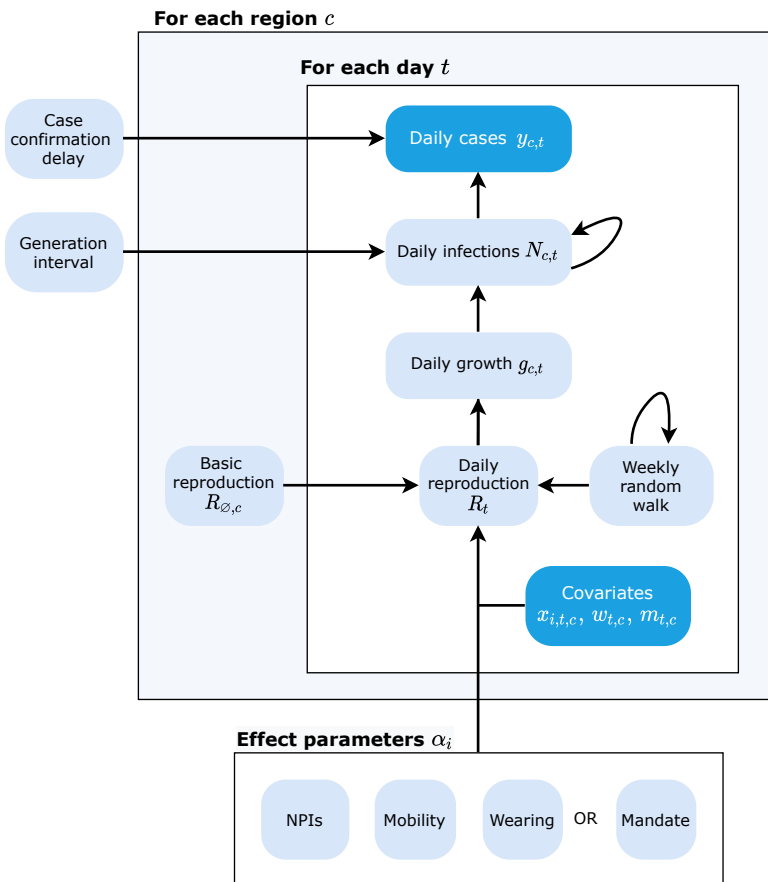 For each region c
For each day t
Case
confirmation
delay
Daily cases y_{c,t}
Generation
interval
Daily infections N_{c,t}
Daily growth g_{c,t}
Basic
reproduction
R_{∅,c}
Daily
reproduction
R_t
Weekly
random
walk
Covariates
x_{i,t,c}, w_{t,c}, m_{t,c}
Effect parameters α_i
NPIs
Mobility
Wearing
OR
Mandate